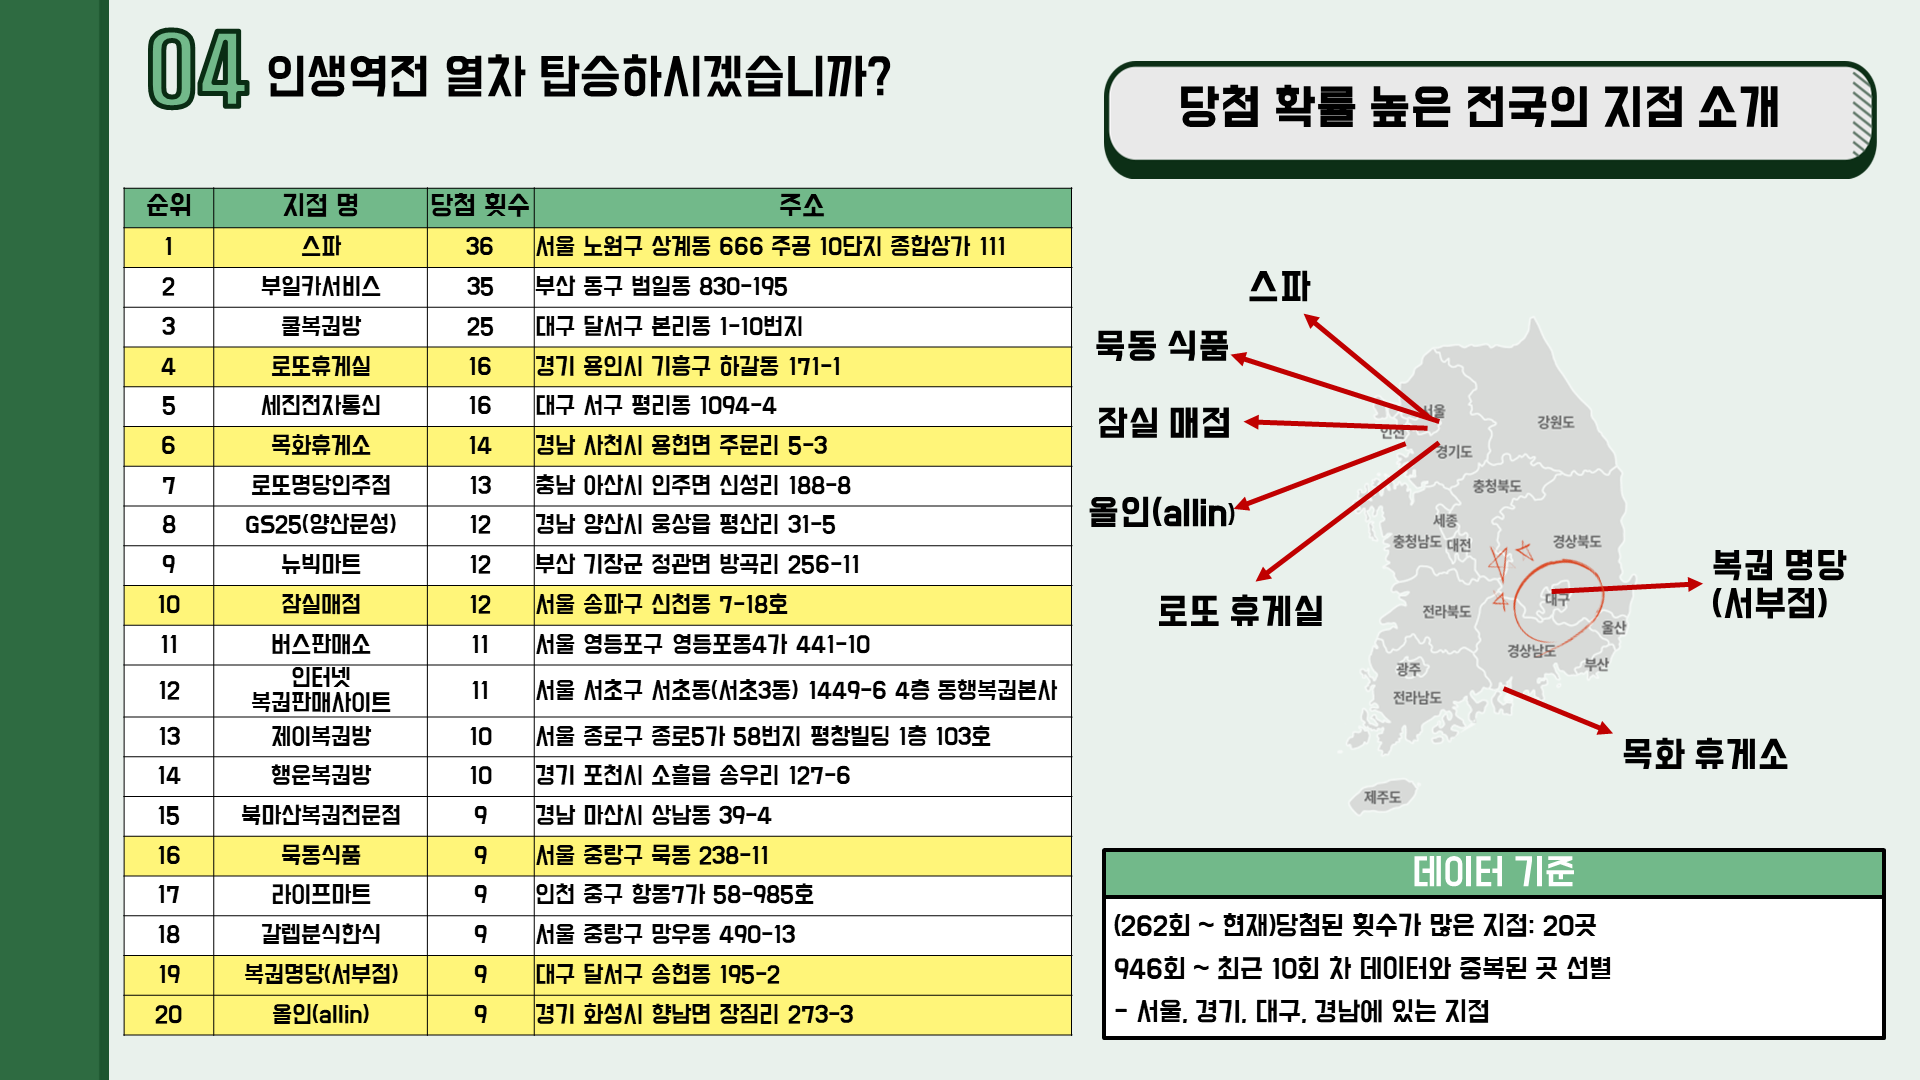 04 인생역전 열차 탑승하시겠습니까?
당첨 확률 높은 전국의 지점 소개
순위 지점 명 당첨 횟수 주소
1 스파 36 서울 노원구 상계동 666 주공 10단지 종합상가 111
2 부일카서비스 35 부산 동구 범일동 830-195
3 쿨복권방 25 대구 달서구 본리동 1-10번지
4 로또휴게실 16 경기 용인시 기흥구 하갈동 171-1
5 세진전자통신 16 대구 서구 평리동 1094-4
6 목화휴게소 14 경남 사천시 용현면 주문리 5-3
7 로또명당인주점 13 충남 아산시 인주면 신성리 188-8
8 GS25(양산문성) 12 경남 양산시 웅상읍 평산리 31-5
9 뉴빅마트 12 부산 기장군 정관면 방곡리 256-11
10 잠실매점 12 서울 송파구 신천동 7-18호
11 버스판매소 11 서울 영등포구 영등포동4가 441-10
12 인터넷
복권판매사이트 11 서울 서초구 서초동(서초3동) 1449-6 4층 동행복권본사
13 제이복권방 10 서울 종로구 종로5가 58번지 평창빌딩 1층 103호
14 행운복권방 10 경기 포천시 소흘읍 송우리 127-6
15 북마산복권전문점 9 경남 마산시 상남동 39-4
16 묵동식품 9 서울 중랑구 묵동 238-11
17 라이프마트 9 인천 중구 항동7가 58-985호
18 갈렙분식한식 9 서울 중랑구 망우동 490-13
19 복권명당(서부점) 9 대구 달서구 송현동 195-2
20 올인(allin) 9 경기 화성시 향남면 장짐리 273-3
스파
묵동 식품
잠실 매점
올인(allin)
로또 휴게실
복권 명당
(서부점)
목화 휴게소
서울
인천
강원도
경기도
충청북도
세종
충청남도
대전
경상북도
대구
전라북도
울산
경상남도
부산
광주
전라남도
제주도
데이터 기준
(262회 ~ 현재)당첨된 횟수가 많은 지점: 20곳
946회 ~ 최근 10회 차 데이터와 중복된 곳 선별
- 서울, 경기, 대구, 경남에 있는 지점